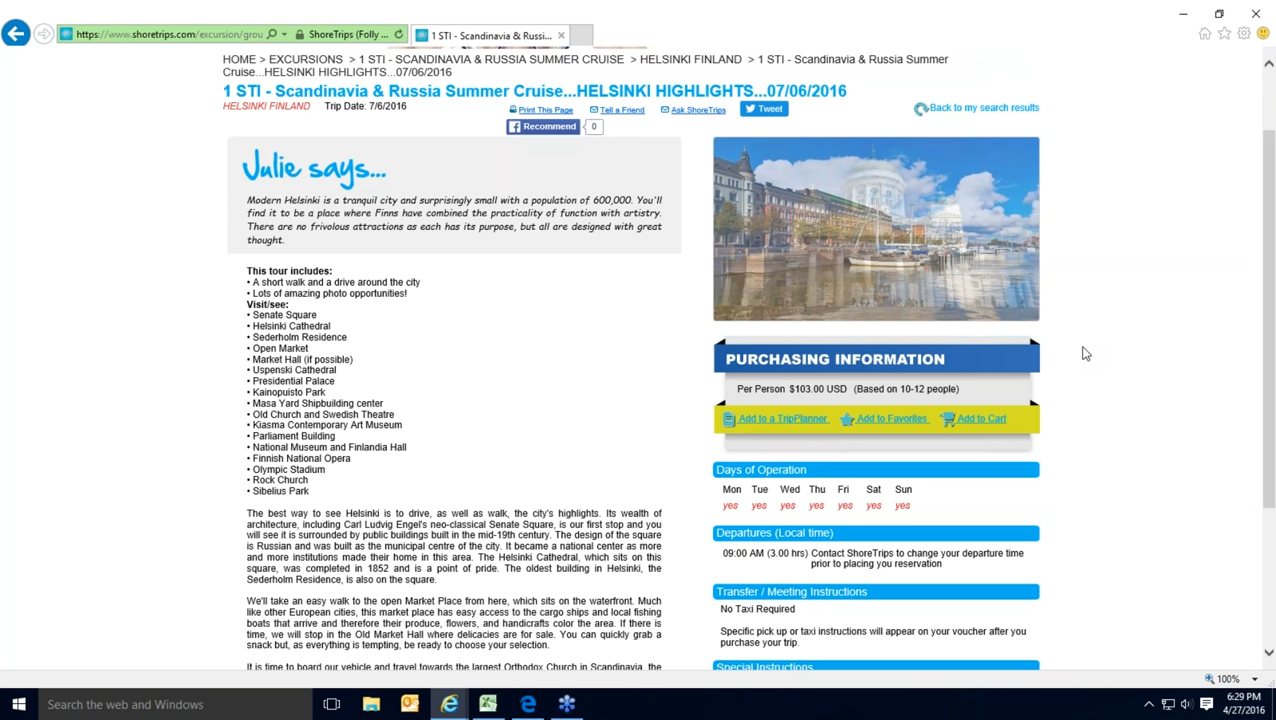 https://www.shoretrips.com/excursion/grou
ShoreTrips (Folly ...
1 STI - Scandinavia & Russi...
HOME > EXCURSIONS > 1 STI - SCANDINAVIA & RUSSIA SUMMER CRUISE > HELSINKI FINLAND > 1 STI - Scandinavia & Russia Summer
Cruise...HELSINKI HIGHLIGHTS...07/06/2016
1 STI - Scandinavia & Russia Summer Cruise...HELSINKI HIGHLIGHTS...07/06/2016
HELSINKI FINLAND Trip Date: 7/6/2016
Print This Page Tell a Friend Ask ShoreTrips Tweet
Back to my search results
Recommend 0
Julie says...
Modern Helsinki is a tranquil city and surprisingly small with a population of 600,000. You'll
find it to be a place where Finns have combined the practicality of function with artistry.
There are no frivolous attractions as each has its purpose, but all are designed with great
thought.
This tour includes:
• A short walk and a drive around the city
• Lots of amazing photo opportunities!
Visit/see:
• Senate Square
• Helsinki Cathedral
• Sederholm Residence
• Open Market
• Market Hall (if possible)
• Uspenski Cathedral
• Presidential Palace
• Kainopuisto Park
• Masa Yard Shipbuilding center
• Old Church and Swedish Theatre
• Kiasma Contemporary Art Museum
• Parliament Building
• National Museum and Finlandia Hall
• Finnish National Opera
• Olympic Stadium
• Rock Church
• Sibelius Park
The best way to see Helsinki is to drive, as well as walk, the city's highlights. Its wealth of
architecture, including Carl Ludvig Engel's neo-classical Senate Square, is our first stop and you
will see it is surrounded by public buildings built in the mid-19th century. The design of the square
is Russian and was built as the municipal centre of the city. It became a national center as more
and more institutions made their home in this area. The Helsinki Cathedral, which sits on this
square, was completed in 1852 and is a point of pride. The oldest building in Helsinki, the
Sederholm Residence, is also on the square.
We'll take an easy walk to the open Market Place from here, which sits on the waterfront. Much
like other European cities, this market place has easy access to the cargo ships and local fishing
boats that arrive and therefore their produce, flowers, and handicrafts color the area. If there is
time, we will stop in the Old Market Hall where delicacies are for sale. You can quickly grab a
snack but, as everything is tempting, be ready to choose your selection.
It is time to board our vehicle and travel towards the largest Orthodox Church in Scandinavia, the
PURCHASING INFORMATION
Per Person $103.00 USD (Based on 10-12 people)
Add to a TripPlanner Add to Favorites Add to Cart
Days of Operation
Mon Tue Wed Thu Fri Sat Sun
yes yes yes yes yes yes yes
Departures (Local time)
09:00 AM (3.00 hrs) Contact ShoreTrips to change your departure time
prior to placing you reservation
Transfer / Meeting Instructions
No Taxi Required
Specific pick up or taxi instructions will appear on your voucher after you
purchase your trip.
Special Instructions
100%
Search the web and Windows
6:29 PM
4/27/2016